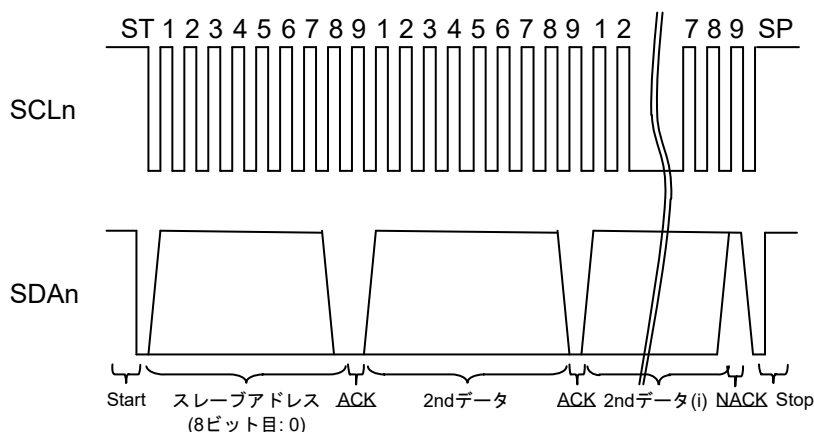 ST 1 2 3 4 5 6 7 8 9 1 2 3 4 5 6 7 8 9 1 2 7 8 9 SP
SCLn
SDAn
Start スレーブアドレス ACK 2ndデータ ACK 2ndデータ(i) NACK Stop
(8ビット目: 0)